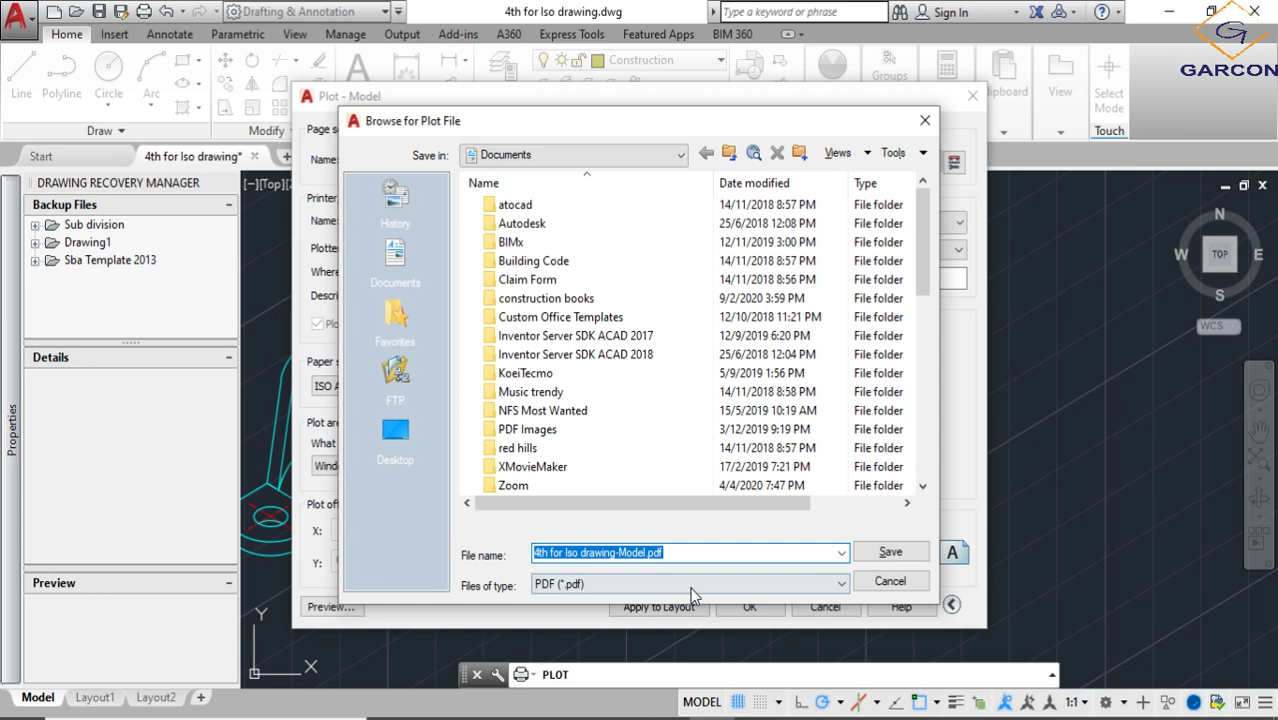 Drafting & Annotation
4th for Iso drawing.dwg
Type a keyword or phrase
Sign In
GARCON
Home
Insert
Annotate
Parametric
View
Manage
Output
Add-ins
A360
Express Tools
Featured Apps
BIM 360
Line
Polyline
Circle
Arc
Construction
Groups
View
Select
Mode
Draw
Modify
Touch
Start
4th for Iso drawing*
Plot - Model
Browse for Plot File
Save in:
Documents
Views
Tools
Name
Date modified
Type
atocad 14/11/2018 8:57 PM File folder
Autodesk 25/6/2018 12:08 PM File folder
BIMx 12/11/2019 3:00 PM File folder
Building Code 14/11/2018 8:57 PM File folder
Claim Form 14/11/2018 8:56 PM File folder
construction books 9/2/2020 3:59 PM File folder
Custom Office Templates 12/10/2018 11:21 PM File folder
Inventor Server SDK ACAD 2017 12/9/2019 6:20 PM File folder
Inventor Server SDK ACAD 2018 25/6/2018 12:04 PM File folder
KoeiTecmo 5/9/2019 1:56 PM File folder
Music trendy 14/11/2018 8:58 PM File folder
NFS Most Wanted 15/5/2019 10:19 AM File folder
PDF Images 3/12/2019 9:19 PM File folder
red hills 14/11/2018 8:57 PM File folder
XMovieMaker 17/2/2019 7:21 PM File folder
Zoom 4/4/2020 7:47 PM File folder
History
Documents
Favorites
FTP
Desktop
File name:
4th for Iso drawing-Model.pdf
Save
Files of type:
PDF (*.pdf)
Cancel
Name:
Name:
Where
Paper s
ISO A
Plot are
What
Plot off
X:
Y:
Preview...
Apply to Layout
OK
Cancel
Help
DRAWING RECOVERY MANAGER
Backup Files
Sub division
Drawing1
Sba Template 2013
Details
Preview
Properties
[−][Top]
N
W
TOP
E
S
WCS
Y
X
PLOT
Model
Layout1
Layout2
MODEL
1:1